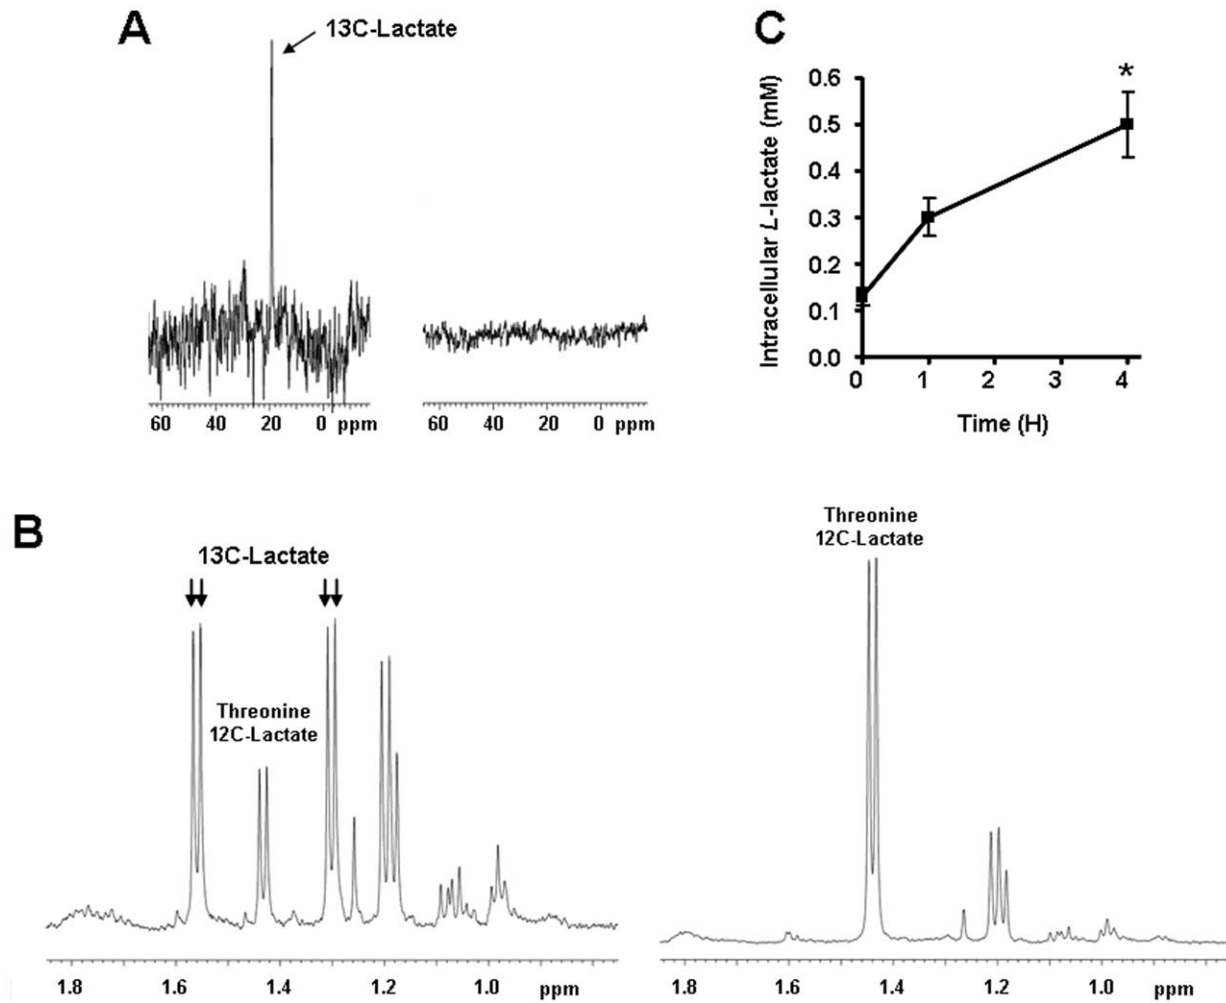 A
13C-Lactate
60 40 20 0 ppm
60 40 20 0 ppm
C
*
Intracellular L-lactate (mM)
0.6
0.5
0.4
0.3
0.2
0.1
0.0
0 1 2 3 4
Time (H)
B
13C-Lactate
Threonine
12C-Lactate
1.8 1.6 1.4 1.2 1.0 ppm
Threonine
12C-Lactate
1.8 1.6 1.4 1.2 1.0 ppm